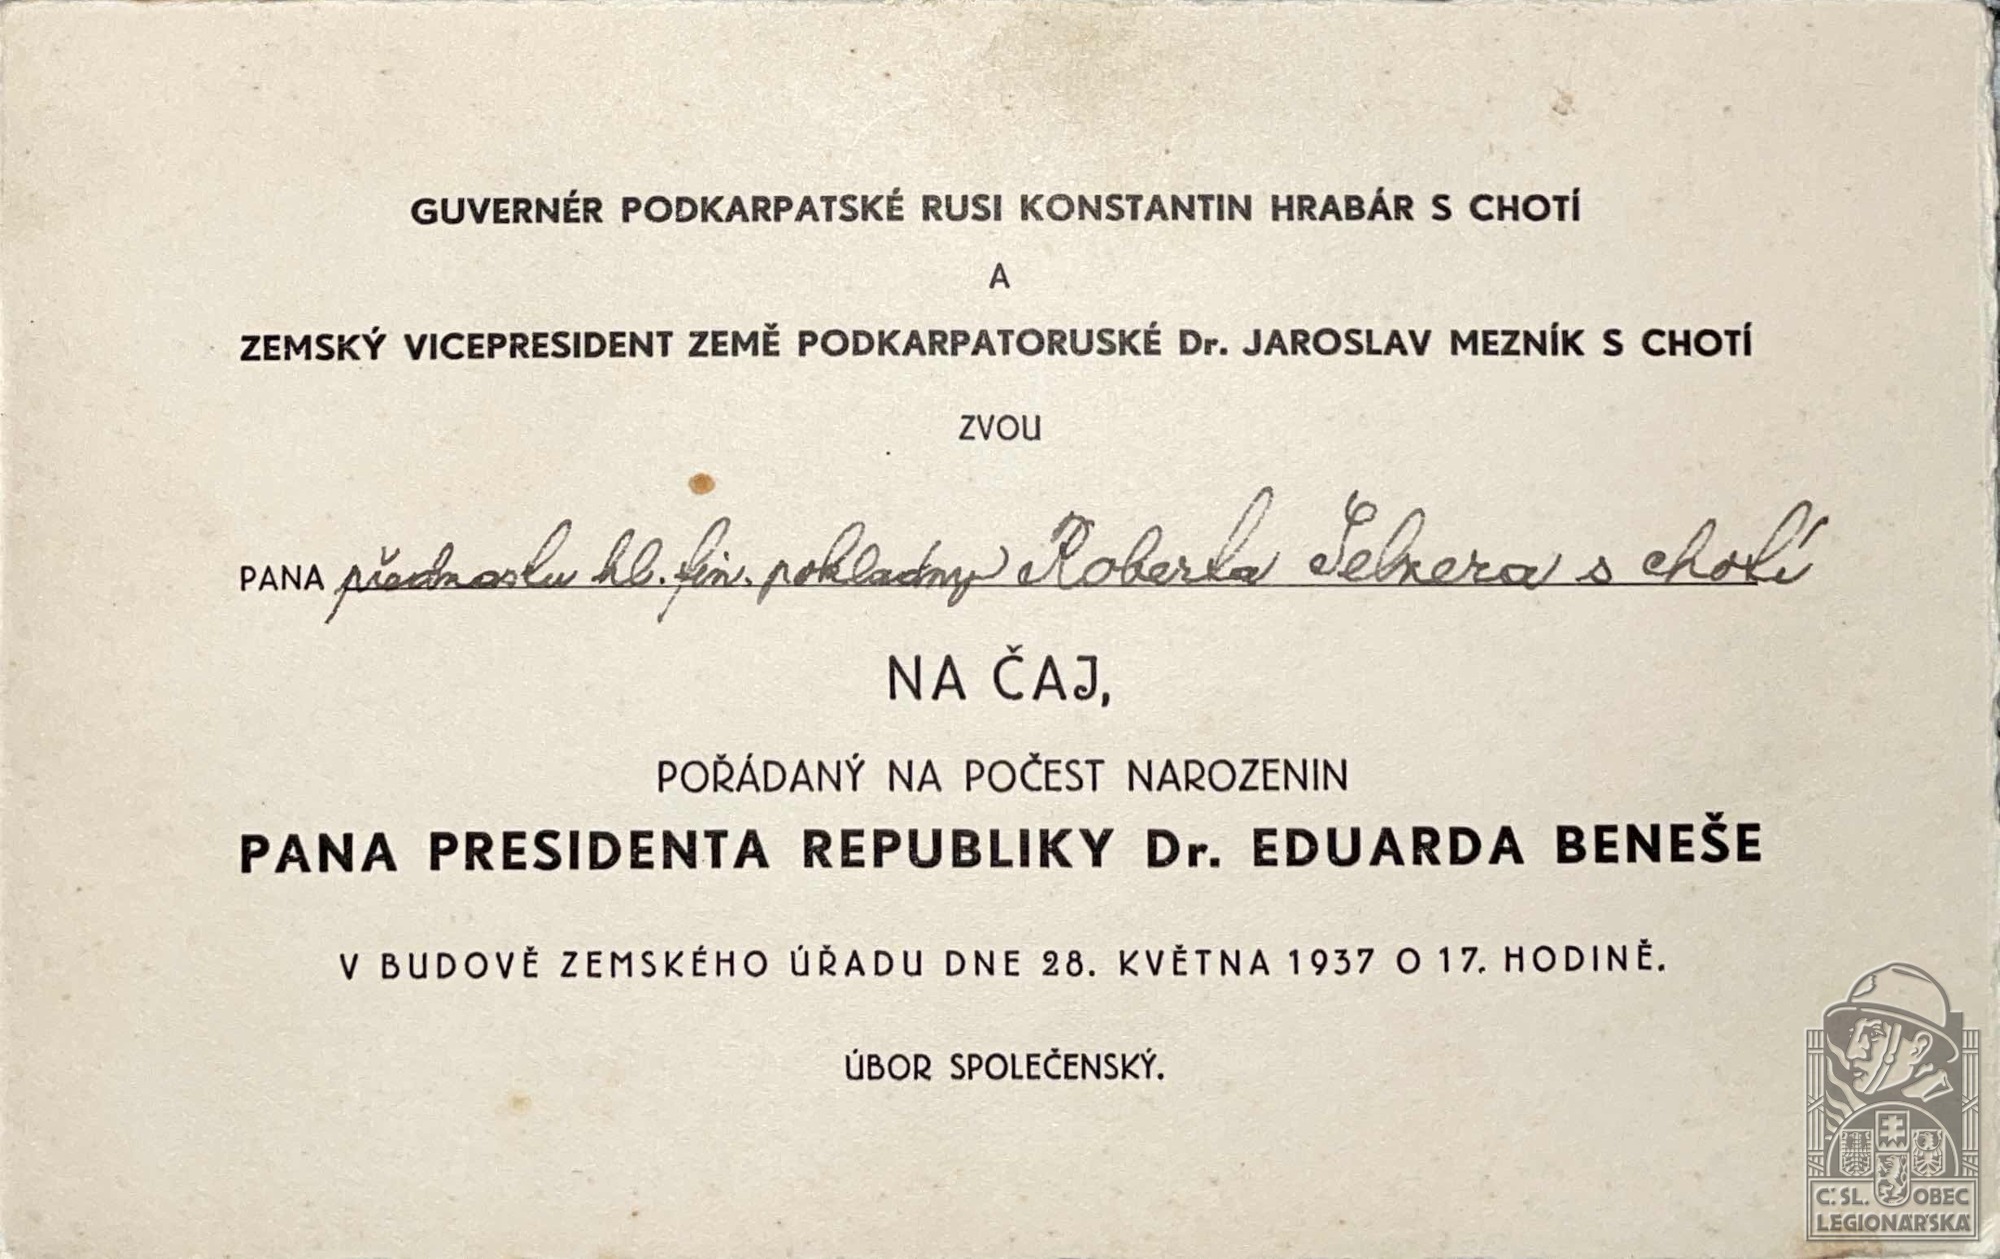 GUVERNÉR PODKARPATSKÉ RUSI KONSTANTIN HRABÁR S CHOTÍ
A
ZEMSKÝ VICEPRESIDENT ZEMĚ PODKARPATORUSKÉ Dr. JAROSLAV MEZNÍK S CHOTÍ
ZVOU
PANA přednostu hl. fin. pokladny Roberta Selnera s chotí
NA ČAJ,
POŘÁDANÝ NA POČEST NAROZENIN
PANA PRESIDENTA REPUBLIKY Dr. EDUARDA BENEŠE
V BUDOVĚ ZEMSKÉHO ÚŘADU DNE 28. KVĚTNA 1937 O 17. HODINĚ.
ÚBOR SPOLEČENSKÝ.
Č. SL. OBEC
LEGIONÁŘSKÁ